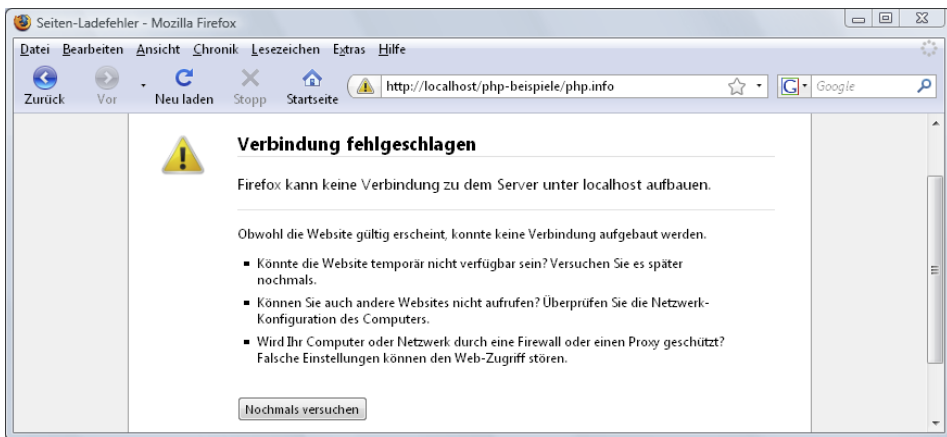 Seiten-Ladefehler - Mozilla Firefox
Datei Bearbeiten Ansicht Chronik Lesezeichen Extras Hilfe
Zurück Vor Neu laden Stopp Startseite http://localhost/php-beispiele/php.info G Google
Verbindung fehlgeschlagen
Firefox kann keine Verbindung zu dem Server unter localhost aufbauen.
Obwohl die Website gültig erscheint, konnte keine Verbindung aufgebaut werden.
Könnte die Website temporär nicht verfügbar sein? Versuchen Sie es später
nochmals.
Können Sie auch andere Websites nicht aufrufen? Überprüfen Sie die Netzwerk-
Konfiguration des Computers.
Wird Ihr Computer oder Netzwerk durch eine Firewall oder einen Proxy geschützt?
Falsche Einstellungen können den Web-Zugriff stören.
Nochmals versuchen